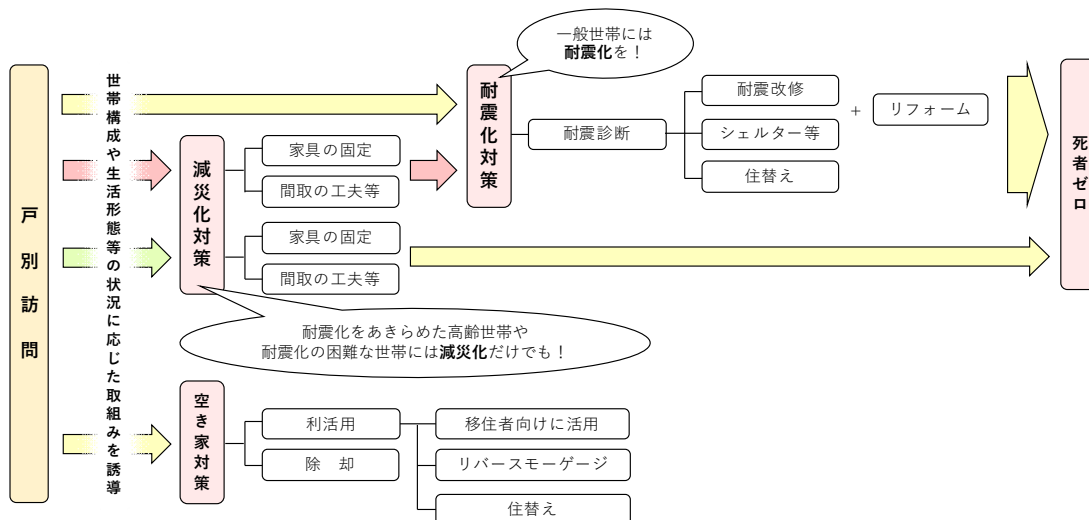 戸別訪問
世帯構成や生活形態等の状況に応じた取組みを誘導
一般世帯には
耐震化を！
耐震化対策
耐震診断
耐震改修
シェルター等
住替え
＋
リフォーム
減災化対策
家具の固定
間取の工夫等
家具の固定
間取の工夫等
耐震化をあきらめた高齢世帯や
耐震化の困難な世帯には減災化だけでも！
空き家対策
利活用
除　却
移住者向けに活用
リバースモーゲージ
住替え
死者ゼロ